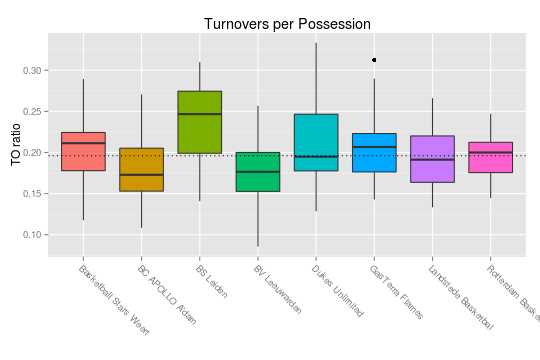 Turnovers per Possession
TO ratio
0.30
0.25
0.20
0.15
0.10
Basketball Stars Weert
BC APOLLO A'dam
BS Leiden
BV Leeuwarden
Dukes Unlimited
GasTerra Flames
Landstede Basketbal
Rotterdam Baske